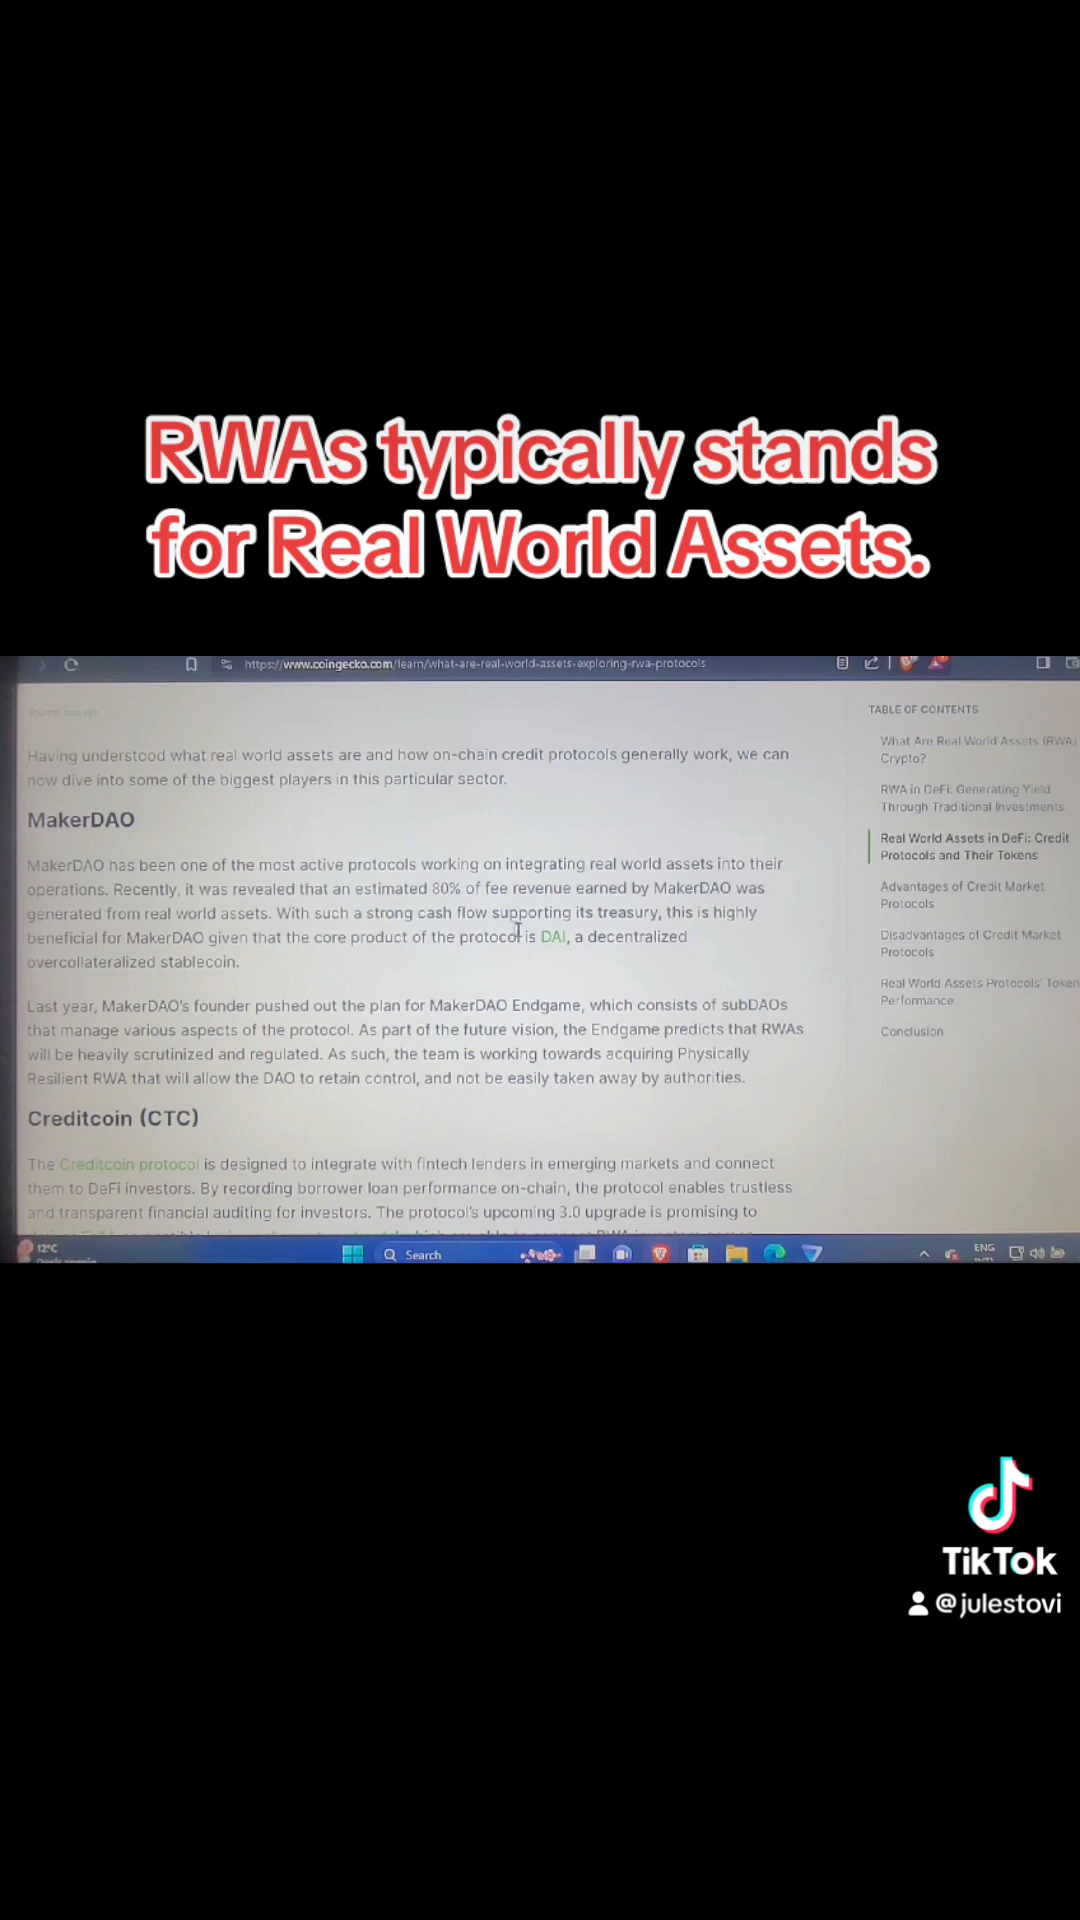 RWAs typically stands
for Real World Assets.
https://www.coingecko.com/learn/what-are-real-world-assets-exploring-rwa-protocols
Having understood what real world assets are and how on-chain credit protocols generally work, we can
now dive into some of the biggest players in this particular sector.
MakerDAO
MakerDAO has been one of the most active protocols working on integrating real world assets into their
operations. Recently, it was revealed that an estimated 80% of fee revenue earned by MakerDAO was
generated from real world assets. With such a strong cash flow supporting its treasury, this is highly
beneficial for MakerDAO given that the core product of the protocol is DAI, a decentralized
overcollateralized stablecoin.
Last year, MakerDAO's founder pushed out the plan for MakerDAO Endgame, which consists of subDAOs
that manage various aspects of the protocol. As part of the future vision, the Endgame predicts that RWAs
will be heavily scrutinized and regulated. As such, the team is working towards acquiring Physically
Resilient RWA that will allow the DAO to retain control, and not be easily taken away by authorities.
Creditcoin (CTC)
The Creditcoin protocol is designed to integrate with fintech lenders in emerging markets and connect
them to DeFi investors. By recording borrower loan performance on-chain, the protocol enables trustless
and transparent financial auditing for investors. The protocol's upcoming 3.0 upgrade is promising to
TABLE OF CONTENTS
What Are Real World Assets (RWA)
Crypto?
RWA in DeFi: Generating Yield
Through Traditional Investments
Real World Assets in DeFi: Credit
Protocols and Their Tokens
Advantages of Credit Market
Protocols
Disadvantages of Credit Market
Protocols
Real World Assets Protocols' Token
Performance
Conclusion
12°C
Search
ENG
TikTok
@julestovi